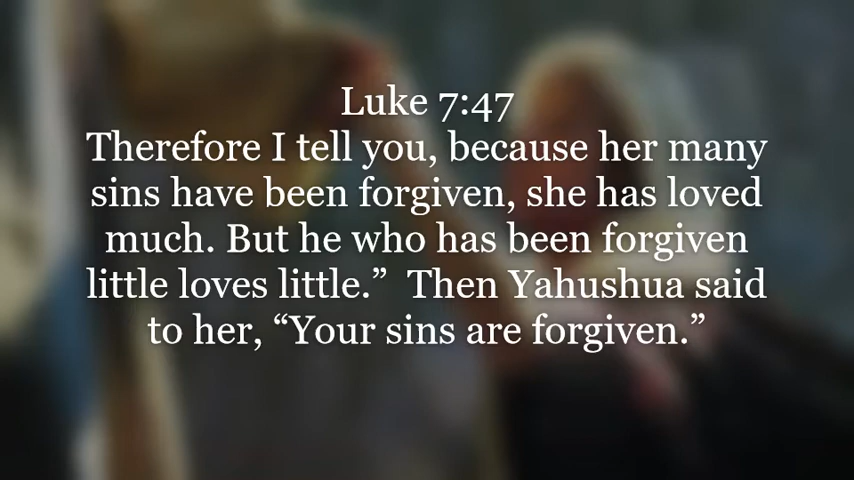 Luke 7:47
Therefore I tell you, because her many
sins have been forgiven, she has loved
much. But he who has been forgiven
little loves little.”  Then Yahushua said
to her, “Your sins are forgiven.”